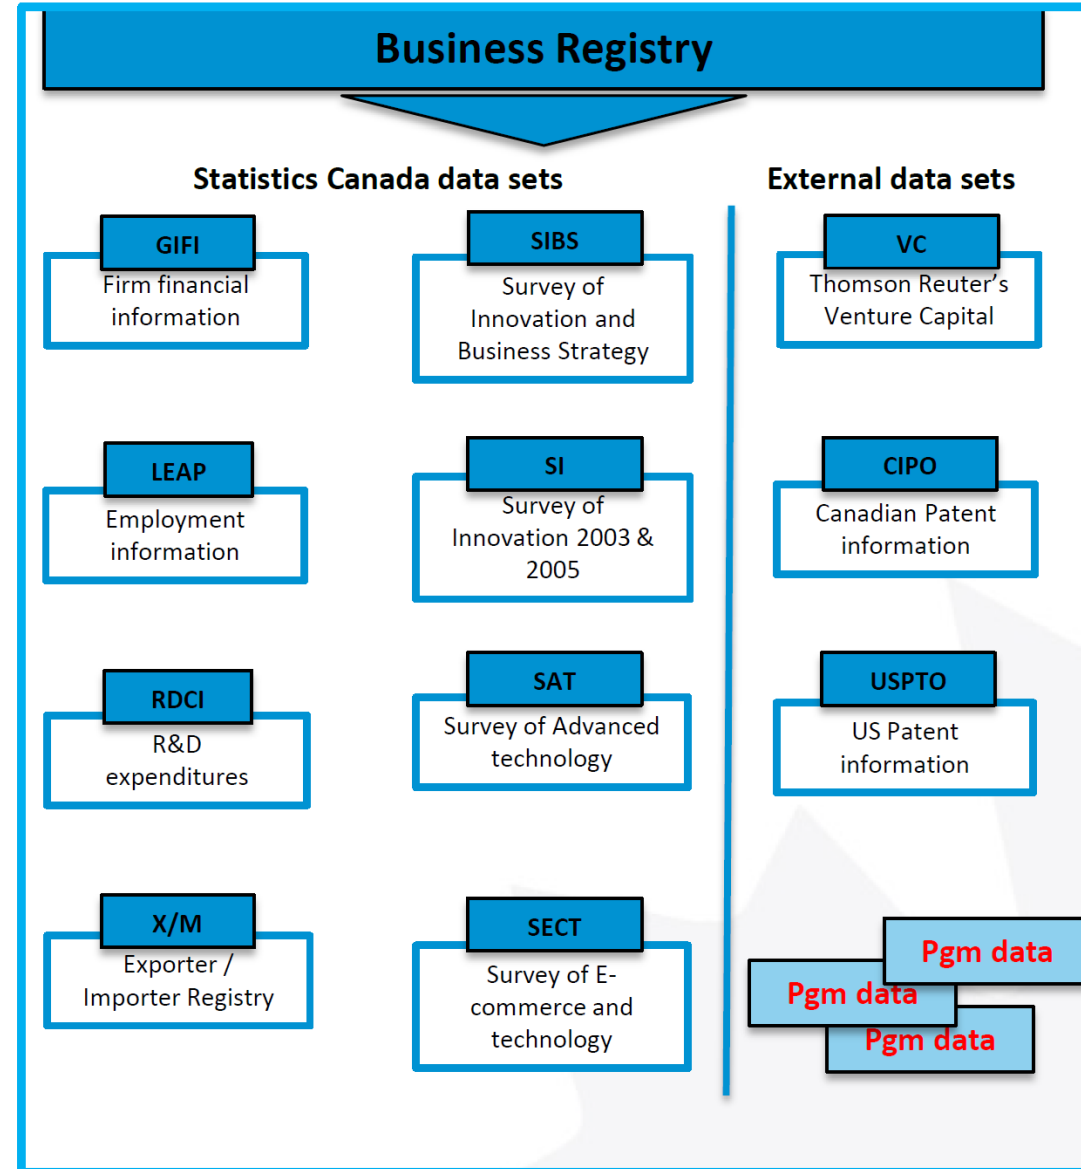 Business Registry
Statistics Canada data sets
External data sets
GIFI
Firm financial
information
SIBS
Survey of
Innovation and
Business Strategy
VC
Thomson Reuter’s
Venture Capital
LEAP
Employment
information
SI
Survey of
Innovation 2003 &
2005
CIPO
Canadian Patent
information
RDCI
R&D
expenditures
SAT
Survey of Advanced
technology
USPTO
US Patent
information
X/M
Exporter /
Importer Registry
SECT
Survey of E-
commerce and
technology
Pgm data
Pgm data
Pgm data